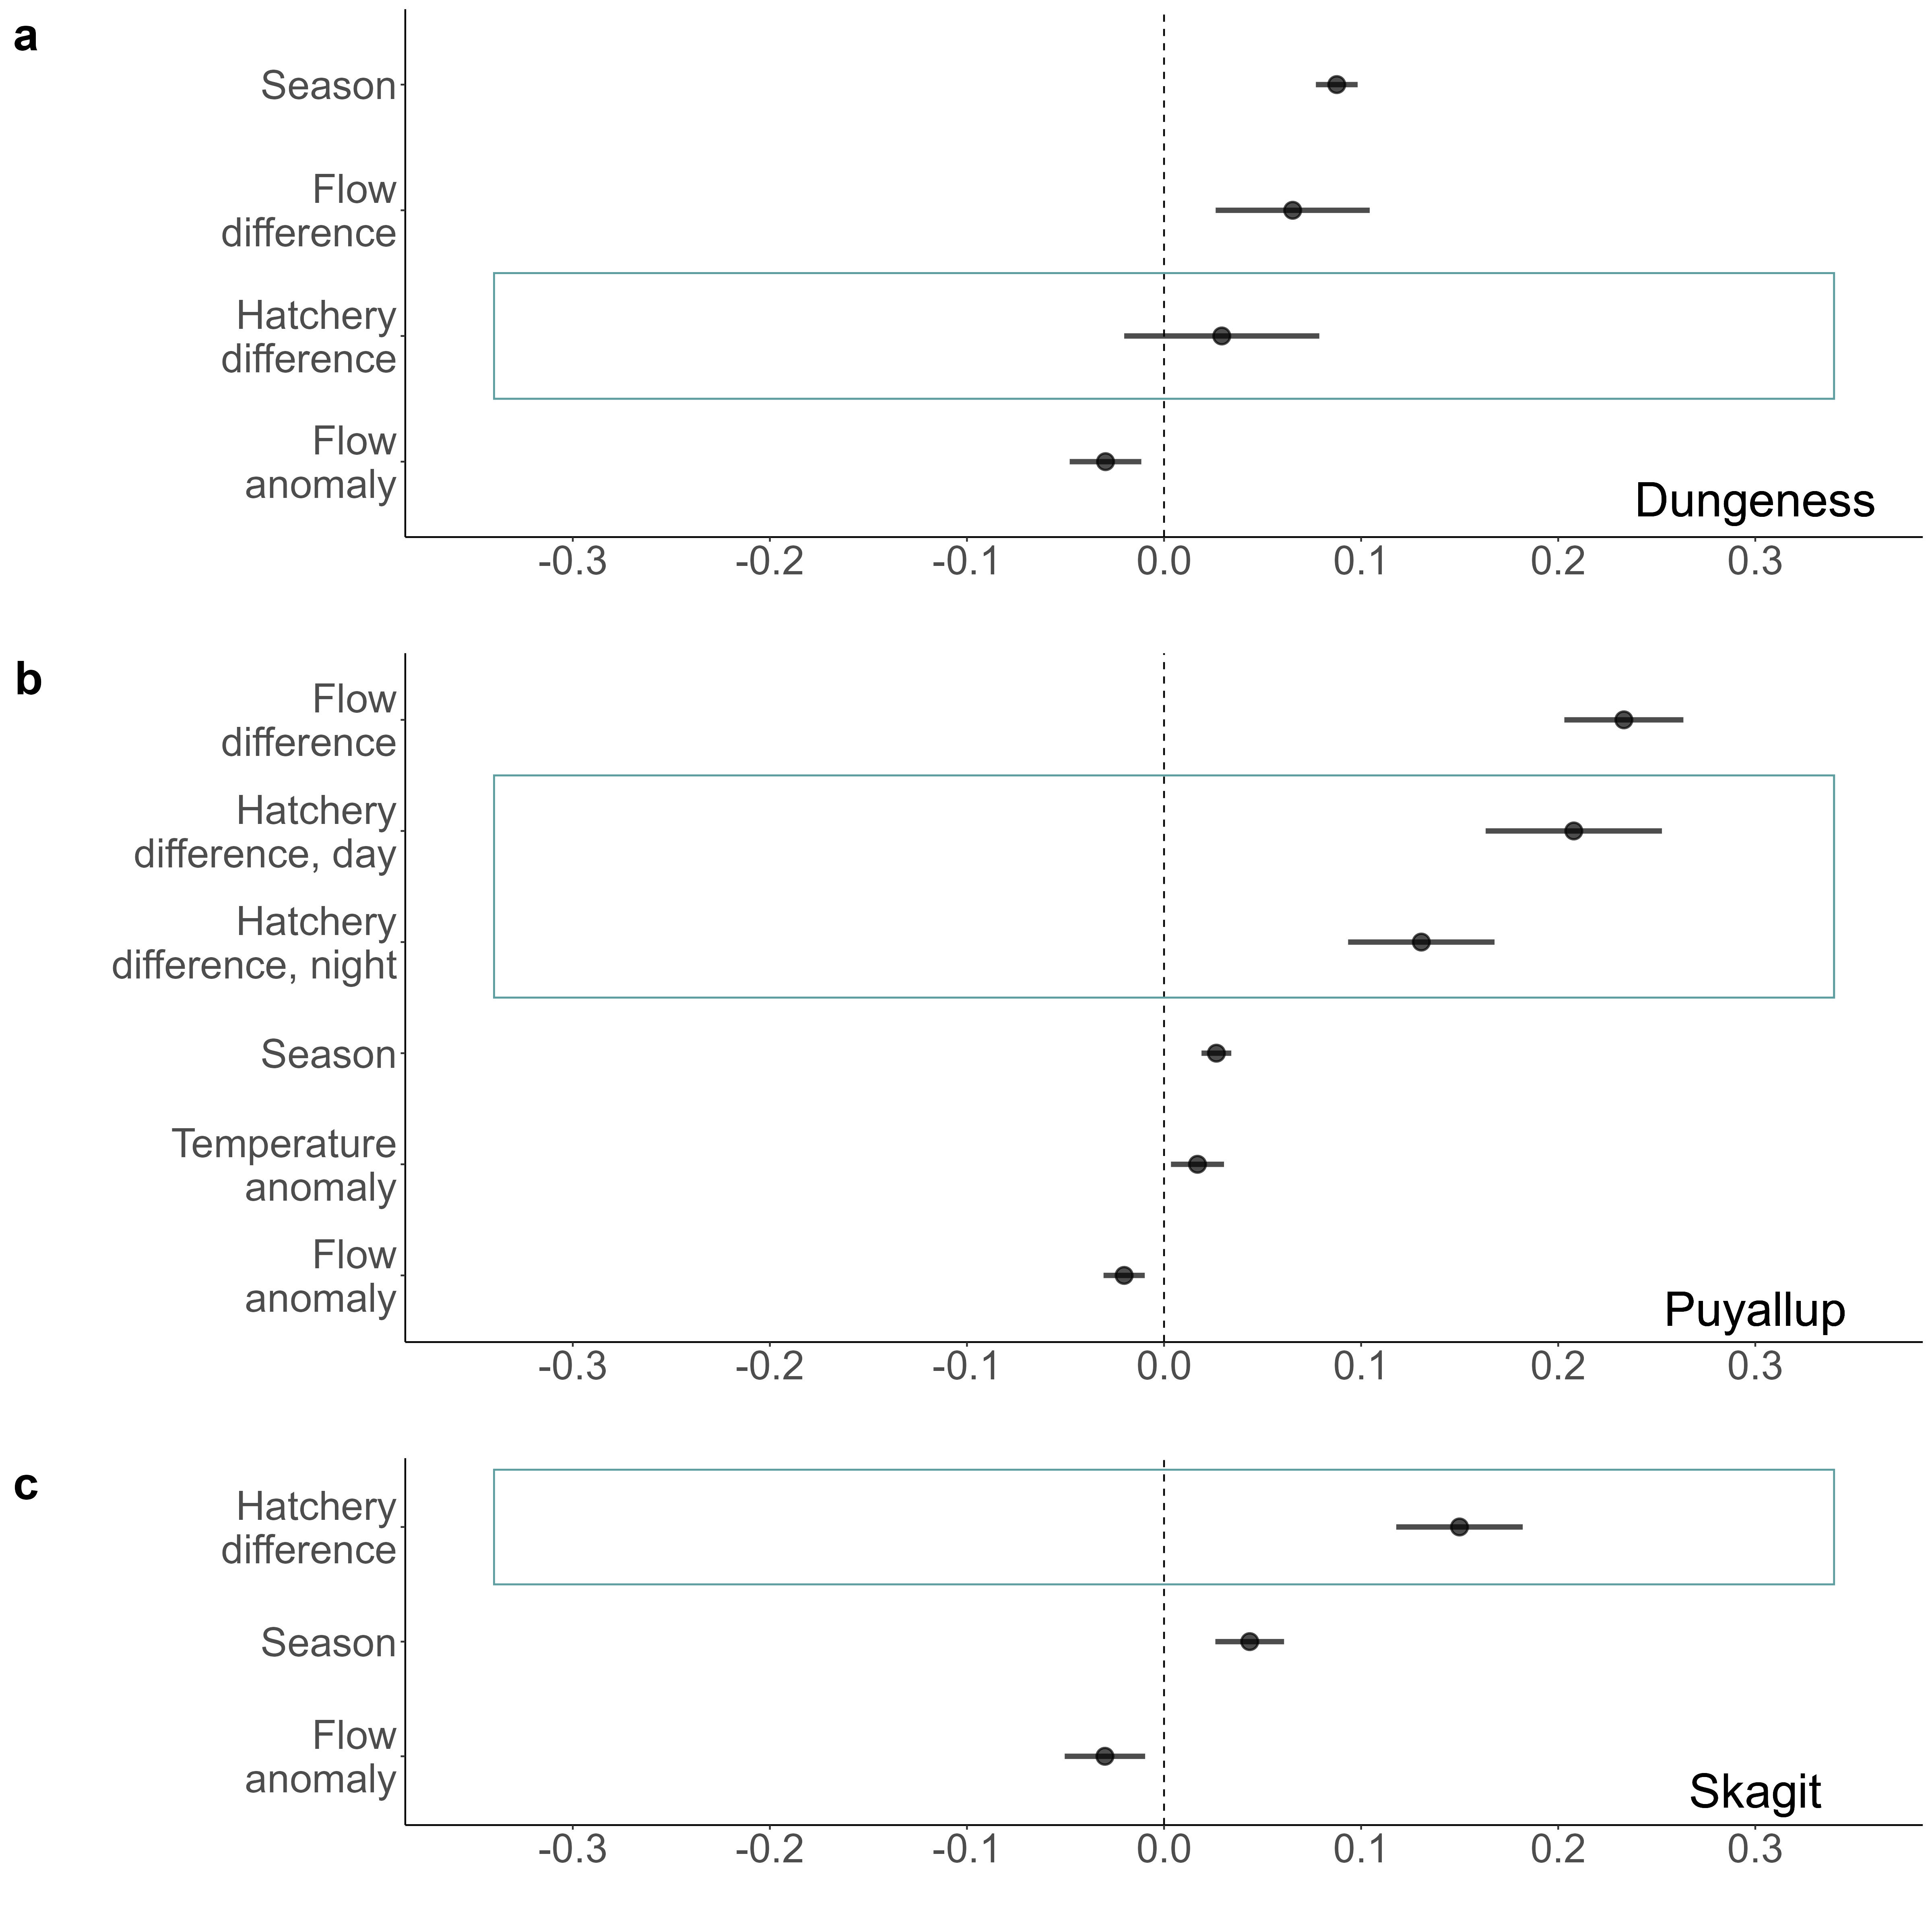 a
Season
Flow
difference
Hatchery
difference
Flow
anomaly
Dungeness
-0.3 -0.2 -0.1 0.0 0.1 0.2 0.3
b
Flow
difference
Hatchery
difference, day
Hatchery
difference, night
Season
Temperature
anomaly
Flow
anomaly
Puyallup
-0.3 -0.2 -0.1 0.0 0.1 0.2 0.3
c
Hatchery
difference
Season
Flow
anomaly
Skagit
-0.3 -0.2 -0.1 0.0 0.1 0.2 0.3